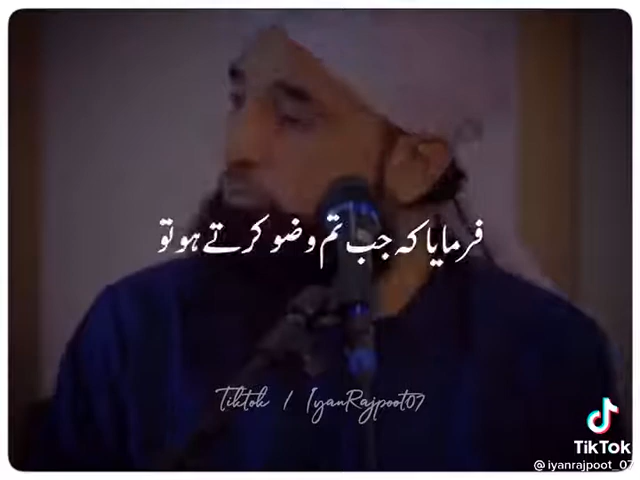 فرمایا کہ جب تم وضو کرتے ہو تو
Tiktok / IyanRajpoot07
TikTok
@iyanrajpoot_07